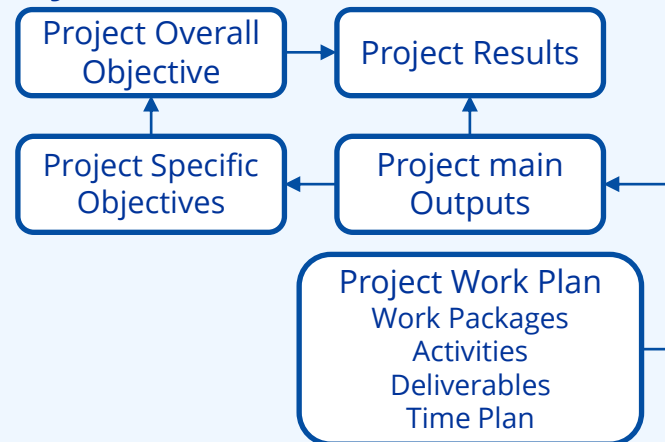 Project Overall
Objective
Project Results
Project Specific
Objectives
Project main
Outputs
Project Work Plan
Work Packages
Activities
Deliverables
Time Plan